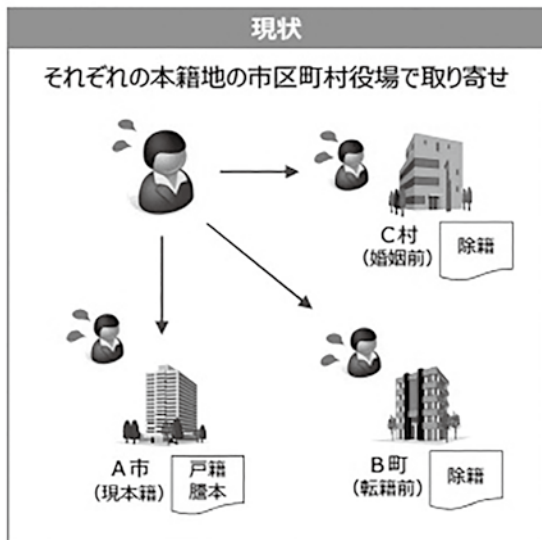 現状
それぞれの本籍地の市区町村役場で取り寄せ
C村
(婚姻前)
除籍
A市
(現本籍)
戸籍
謄本
B町
(転籍前)
除籍